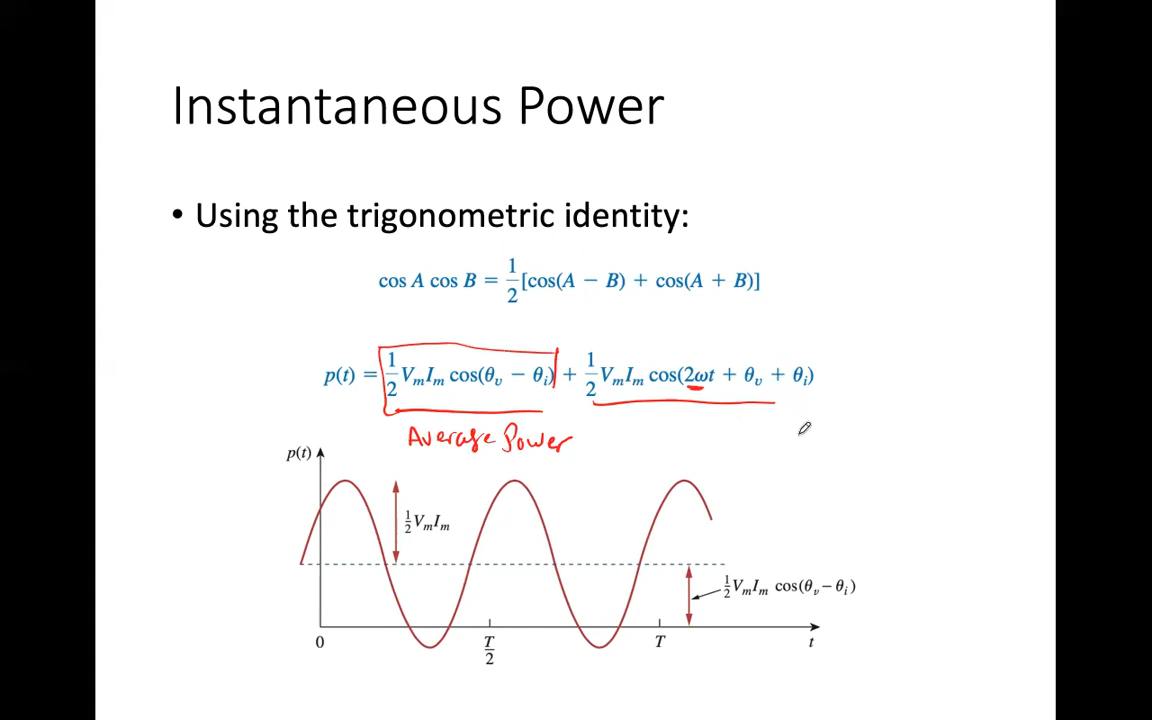 Instantaneous Power
• Using the trigonometric identity:
cos A cos B = 1/2[cos(A − B) + cos(A + B)]
p(t) = 1/2 VₘIₘ cos(θᵥ − θᵢ) + 1/2 VₘIₘ cos(2ωt + θᵥ + θᵢ)
Average Power
p(t)
1/2 VₘIₘ
1/2 VₘIₘ cos(θᵥ − θᵢ)
0 T/2 T t